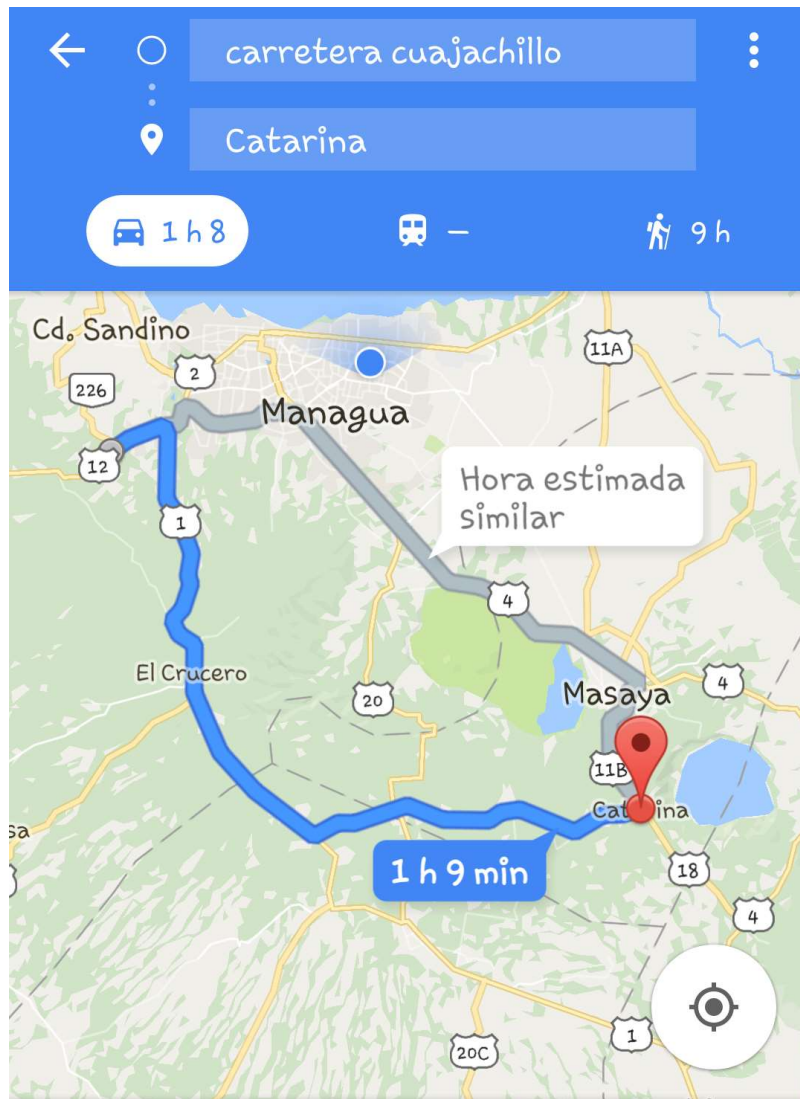 carretera cuajachillo
Catarina
1 h 8
–
9 h
Cd. Sandino
11A
2
226
Managua
12
Hora estimada
similar
1
4
El Crucero
20
Masaya
4
11B
Catarina
sa
1 h 9 min
18
4
1
20C